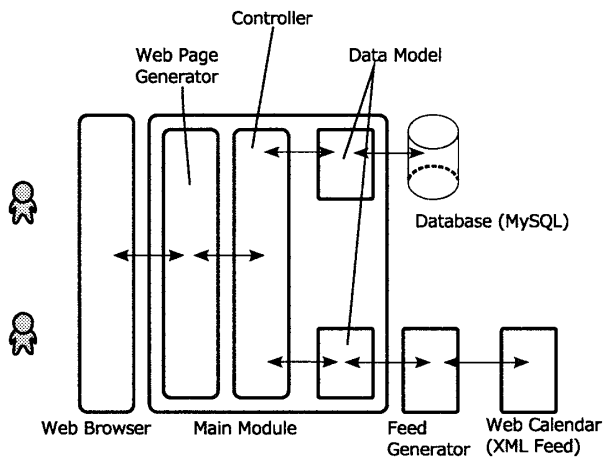 Controller
Web Page
Generator
Data Model
Database (MySQL)
Web Browser
Main Module
Feed
Generator
Web Calendar
(XML Feed)